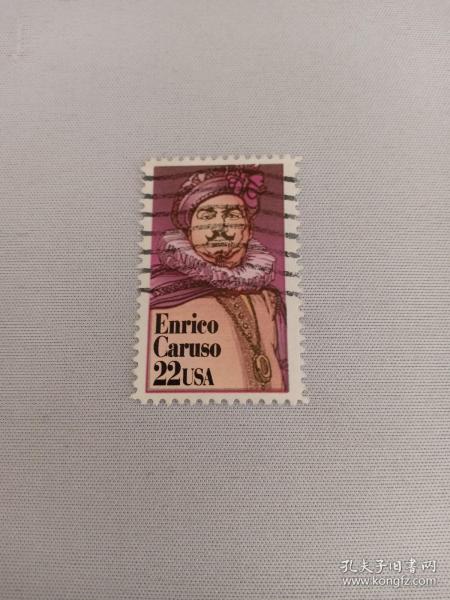 Enrico
Caruso
22USA
孔夫子旧书网
www.kongfz.com